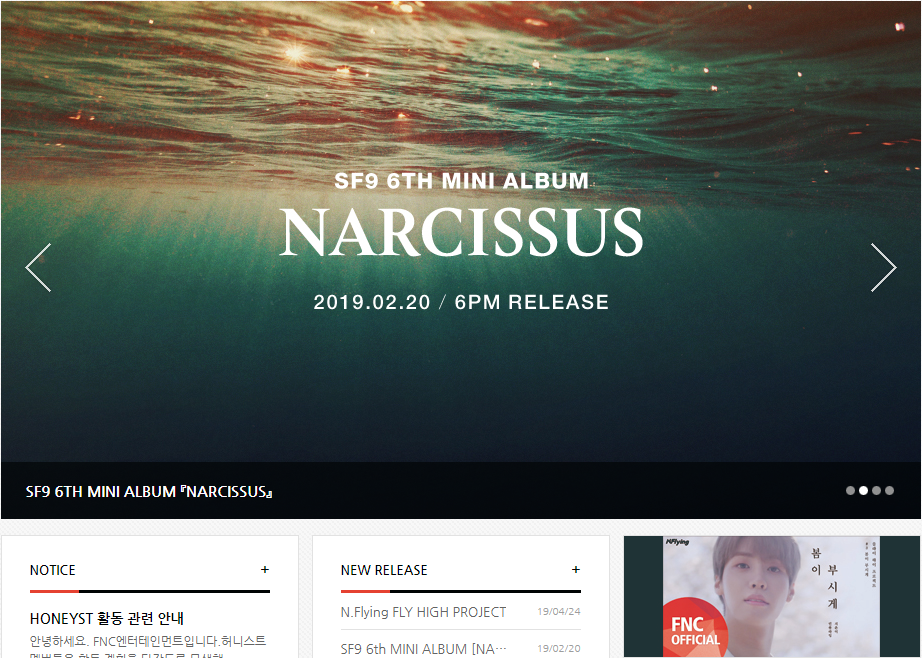 SF9 6TH MINI ALBUM
NARCISSUS
2019.02.20 / 6PM RELEASE
SF9 6TH MINI ALBUM 『NARCISSUS』
NOTICE +
HONEYST 활동 관련 안내
안녕하세요. FNC엔터테인먼트입니다.허니스트
NEW RELEASE +
N.Flying FLY HIGH PROJECT 19/04/24
SF9 6th MINI ALBUM [NA··· 19/02/20
N.Flying
봄이
부시게
FNC
OFFICIAL